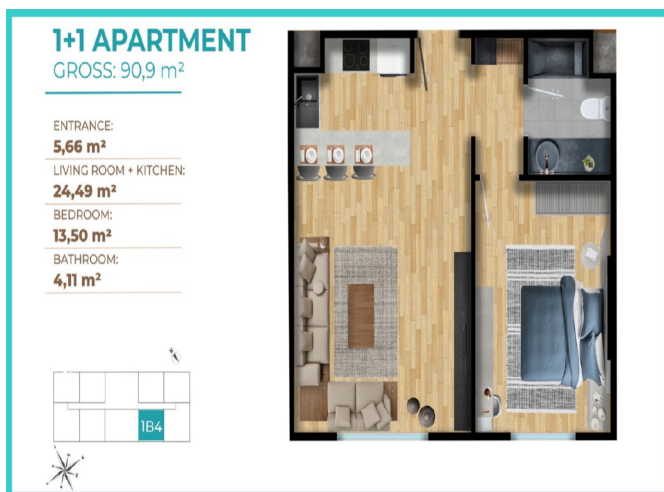 1+1 APARTMENT
GROSS: 90,9 m²
ENTRANCE:
5,66 m²
LIVING ROOM + KITCHEN:
24,49 m²
BEDROOM:
13,50 m²
BATHROOM:
4,11 m²
1B4